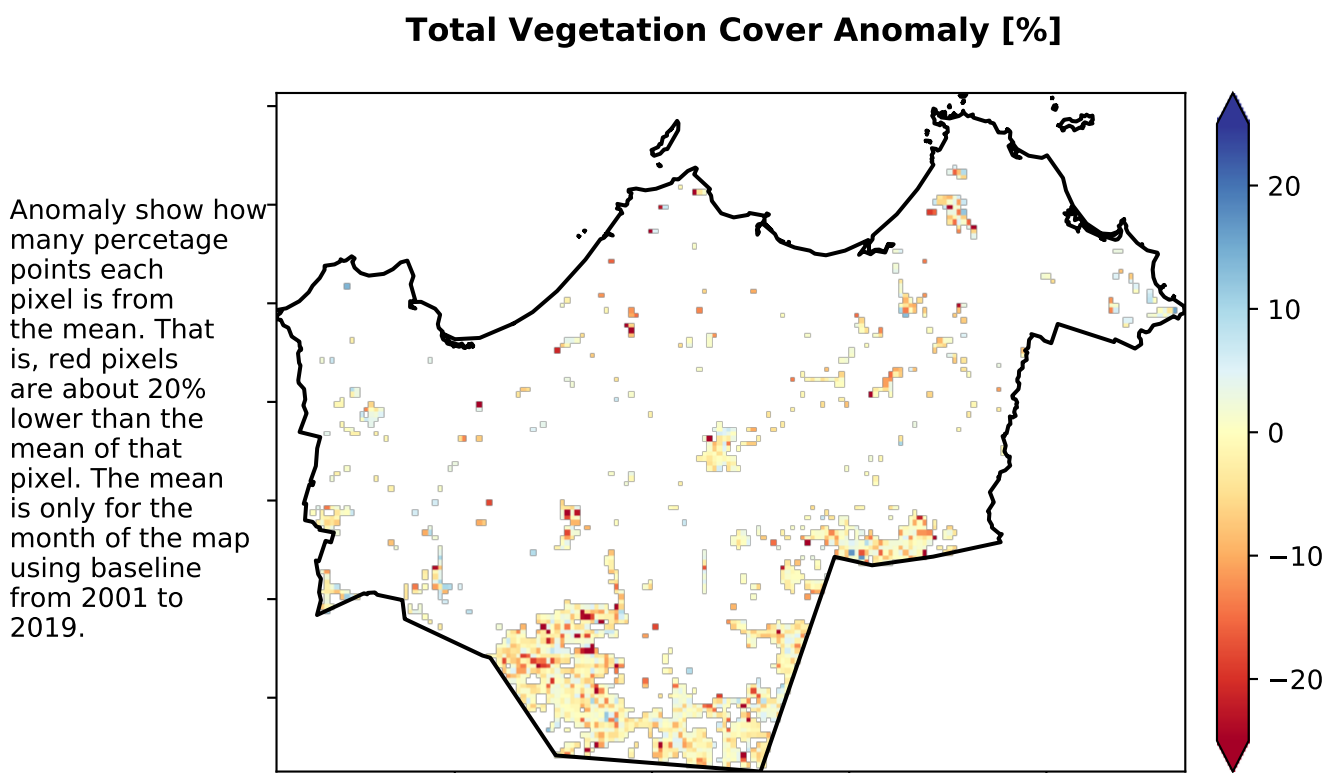 Total Vegetation Cover Anomaly [%]
Anomaly show how
many percetage
points each
pixel is from
the mean. That
is, red pixels
are about 20%
lower than the
mean of that
pixel. The mean
is only for the
month of the map
using baseline
from 2001 to
2019.
20
10
0
−10
−20